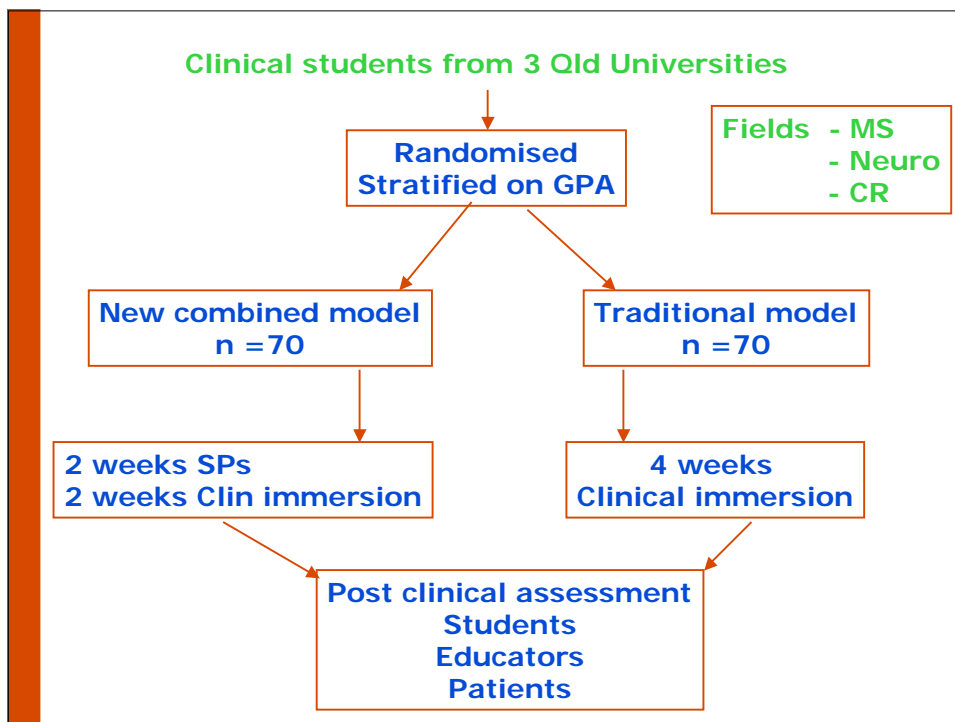 Clinical students from 3 Qld Universities
Fields - MS
- Neuro
- CR
Randomised
Stratified on GPA
New combined model
n =70
Traditional model
n =70
2 weeks SPs
2 weeks Clin immersion
4 weeks
Clinical immersion
Post clinical assessment
Students
Educators
Patients